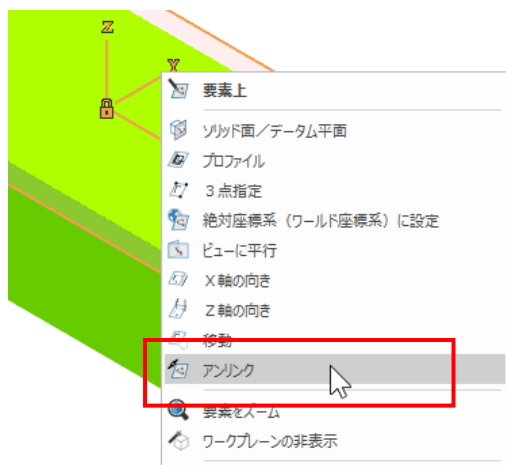 Z
Y
要素上
ソリッド面／データム平面
プロファイル
３点指定
絶対座標系（ワールド座標系）に設定
ビューに平行
X 軸の向き
Z 軸の向き
移動
アンリンク
要素をズーム
ワークプレーンの非表示